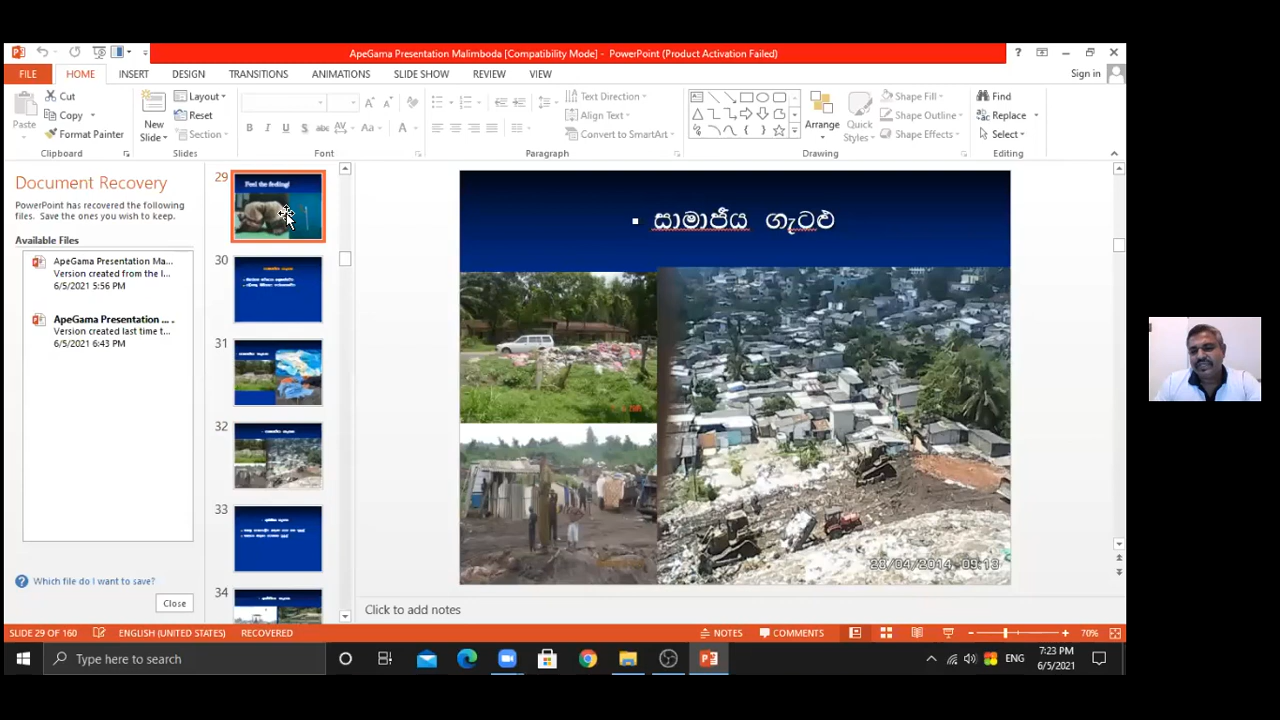 ApeGama Presentation Malimboda [Compatibility Mode] - PowerPoint (Product Activation Failed)
FILE HOME INSERT DESIGN TRANSITIONS ANIMATIONS SLIDE SHOW REVIEW VIEW Sign in
Cut
Copy
Format Painter
Paste
Clipboard
New
Slide
Layout
Reset
Section
Slides
Font
Text Direction
Align Text
Convert to SmartArt
Paragraph
Arrange
Quick
Styles
Shape Fill
Shape Outline
Shape Effects
Drawing
Find
Replace
Select
Editing
Document Recovery
PowerPoint has recovered the following
files. Save the ones you wish to keep.
Available Files
ApeGama Presentation Ma...
Version created from the l...
6/5/2021 5:56 PM
ApeGama Presentation ...
Version created last time t...
6/5/2021 6:43 PM
Which file do I want to save?
Close
29
Feel the feeling!
30
31
32
33
34
සාමාජීය ගැටළු
28/04/2014 09:13
Click to add notes
SLIDE 29 OF 160 ENGLISH (UNITED STATES) RECOVERED NOTES COMMENTS 70%
Type here to search
ENG
7:23 PM
6/5/2021